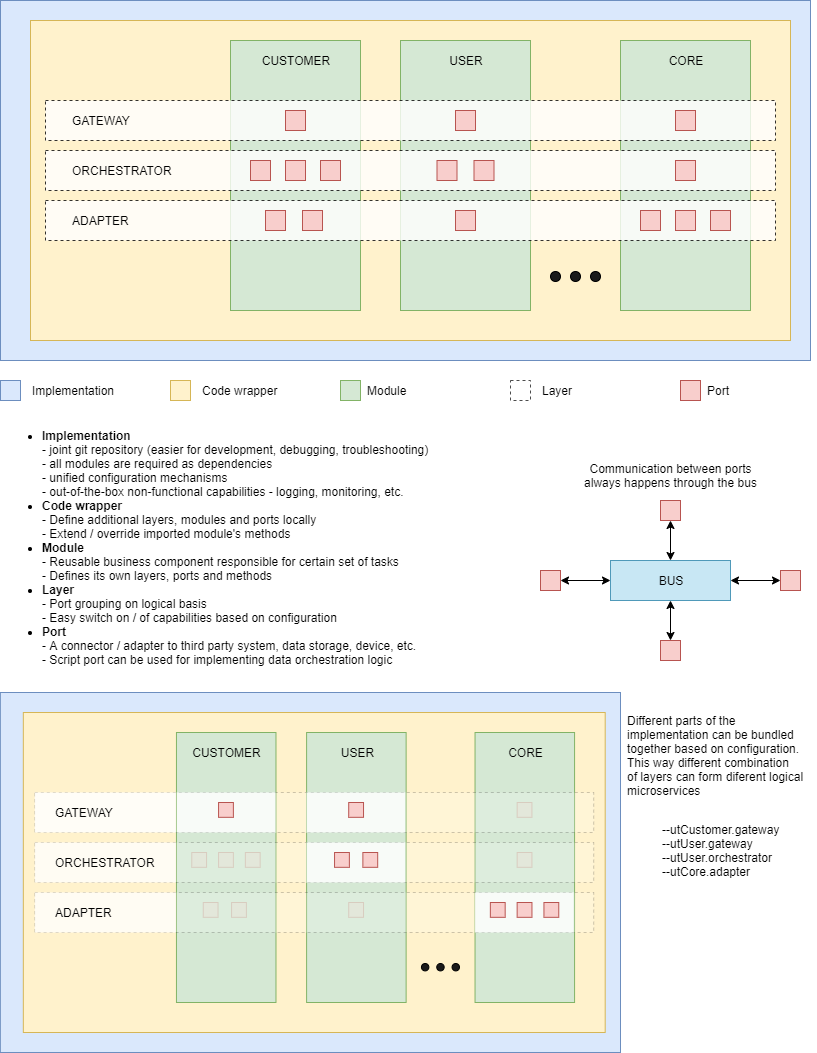 CUSTOMER
USER
CORE
GATEWAY
ORCHESTRATOR
ADAPTER
Implementation
Code wrapper
Module
Layer
Port
• Implementation
- joint git repository (easier for development, debugging, troubleshooting)
- all modules are required as dependencies
- unified configuration mechanisms
- out-of-the-box non-functional capabilities - logging, monitoring, etc.
• Code wrapper
- Define additional layers, modules and ports locally
- Extend / override imported module's methods
• Module
- Reusable business component responsible for certain set of tasks
- Defines its own layers, ports and methods
• Layer
- Port grouping on logical basis
- Easy switch on / of capabilities based on configuration
• Port
- A connector / adapter to third party system, data storage, device, etc.
- Script port can be used for implementing data orchestration logic
Communication between ports
always happens through the bus
BUS
CUSTOMER
USER
CORE
GATEWAY
ORCHESTRATOR
ADAPTER
Different parts of the
implementation can be bundled
together based on configuration.
This way different combination
of layers can form diferent logical
microservices
--utCustomer.gateway
--utUser.gateway
--utUser.orchestrator
--utCore.adapter